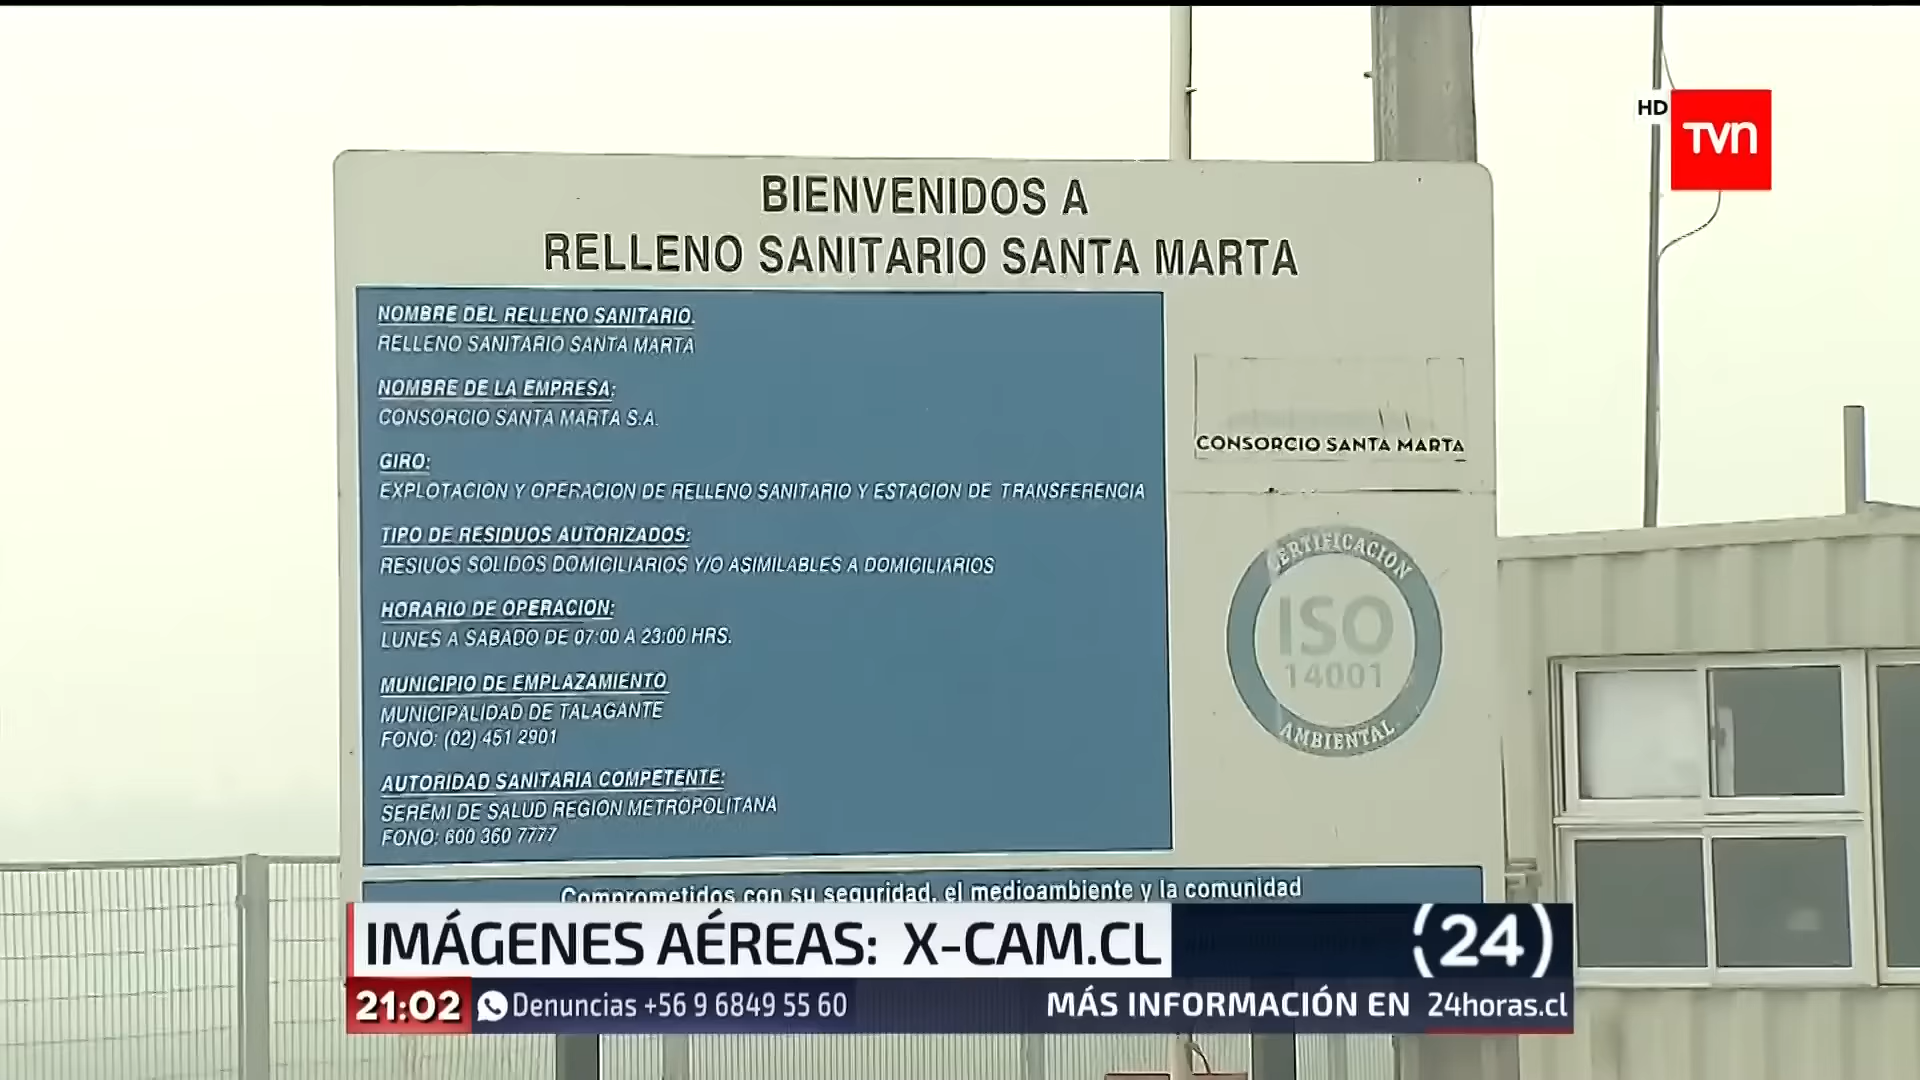 HD
TVN
BIENVENIDOS A
RELLENO SANITARIO SANTA MARTA
NOMBRE DEL RELLENO SANITARIO.
RELLENO SANITARIO SANTA MARTA
NOMBRE DE LA EMPRESA:
CONSORCIO SANTA MARTA S.A.
GIRO:
EXPLOTACION Y OPERACION DE RELLENO SANITARIO Y ESTACION DE TRANSFERENCIA
TIPO DE RESIDUOS AUTORIZADOS:
RESIUOS SOLIDOS DOMICILIARIOS Y/O ASIMILABLES A DOMICILIARIOS
HORARIO DE OPERACION:
LUNES A SABADO DE 07:00 A 23:00 HRS.
MUNICIPIO DE EMPLAZAMIENTO
MUNICIPALIDAD DE TALAGANTE
FONO: (02) 451 2901
AUTORIDAD SANITARIA COMPETENTE:
SEREMI DE SALUD REGION METROPOLITANA
FONO: 600 360 7777
CONSORCIO SANTA MARTA
CERTIFICACIÓN
ISO
14001
AMBIENTAL
Comprometidos con su seguridad, el medioambiente y la comunidad
IMÁGENES AÉREAS: X-CAM.CL
(24)
21:02 Denuncias +56 9 6849 55 60 MÁS INFORMACIÓN EN 24horas.cl